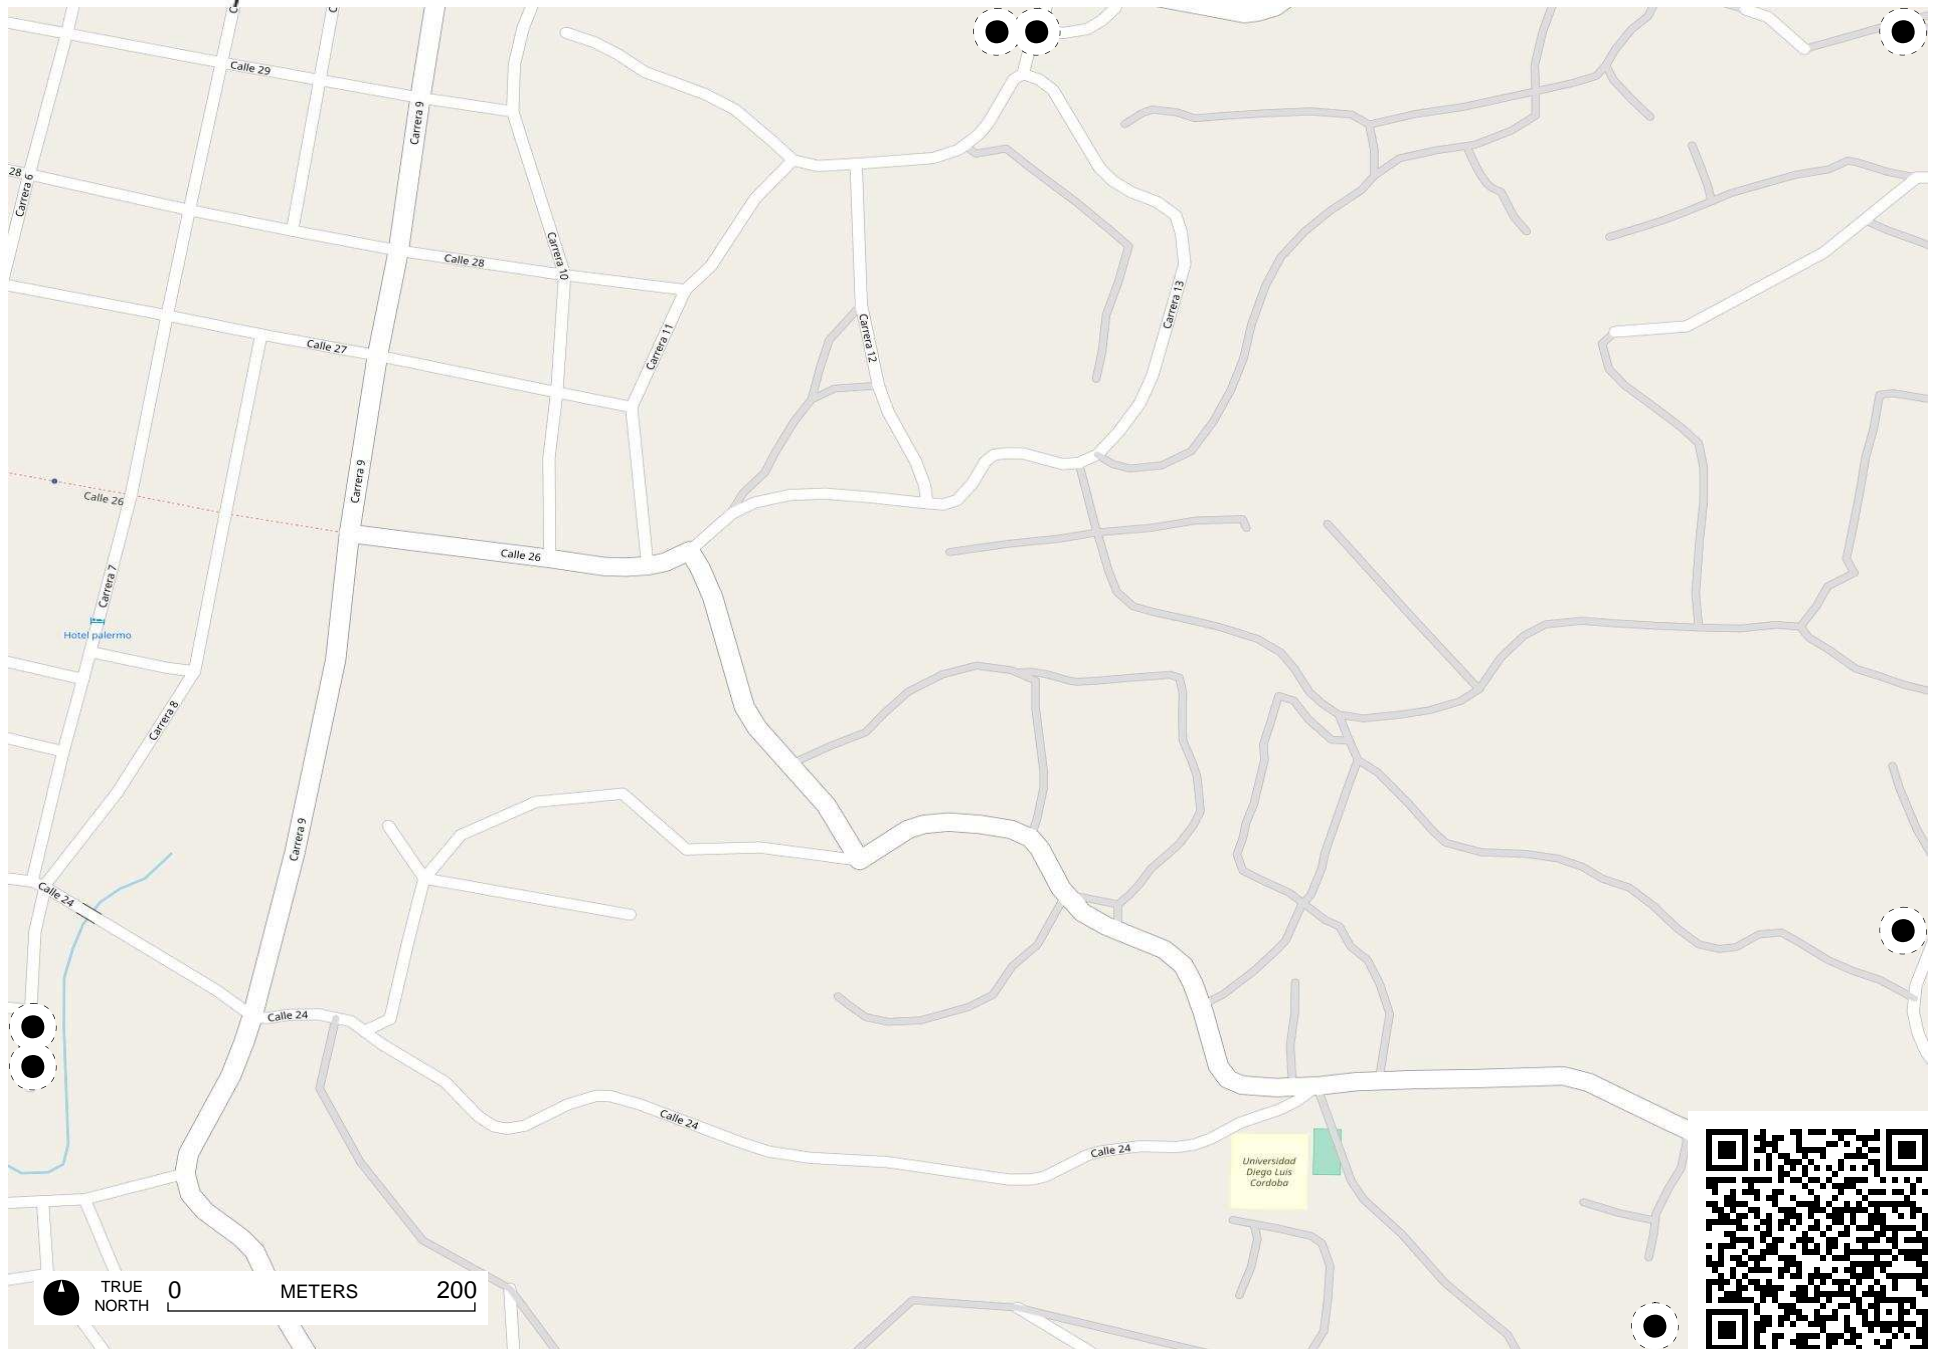 C
C
Calle 29
Carrera 9
28
Carrera 6
Carrera 10
Calle 28
Carrera 13
Calle 27
Carrera 11
Carrera 12
Carrera 9
Calle 26
Calle 26
Carrera 7
Hotel palermo
Carrera 8
Carrera 9
Calle 24
Calle 24
Calle 24
Calle 24
Universidad
Diego Luis
Cordoba
TRUE
NORTH
0
METERS
200